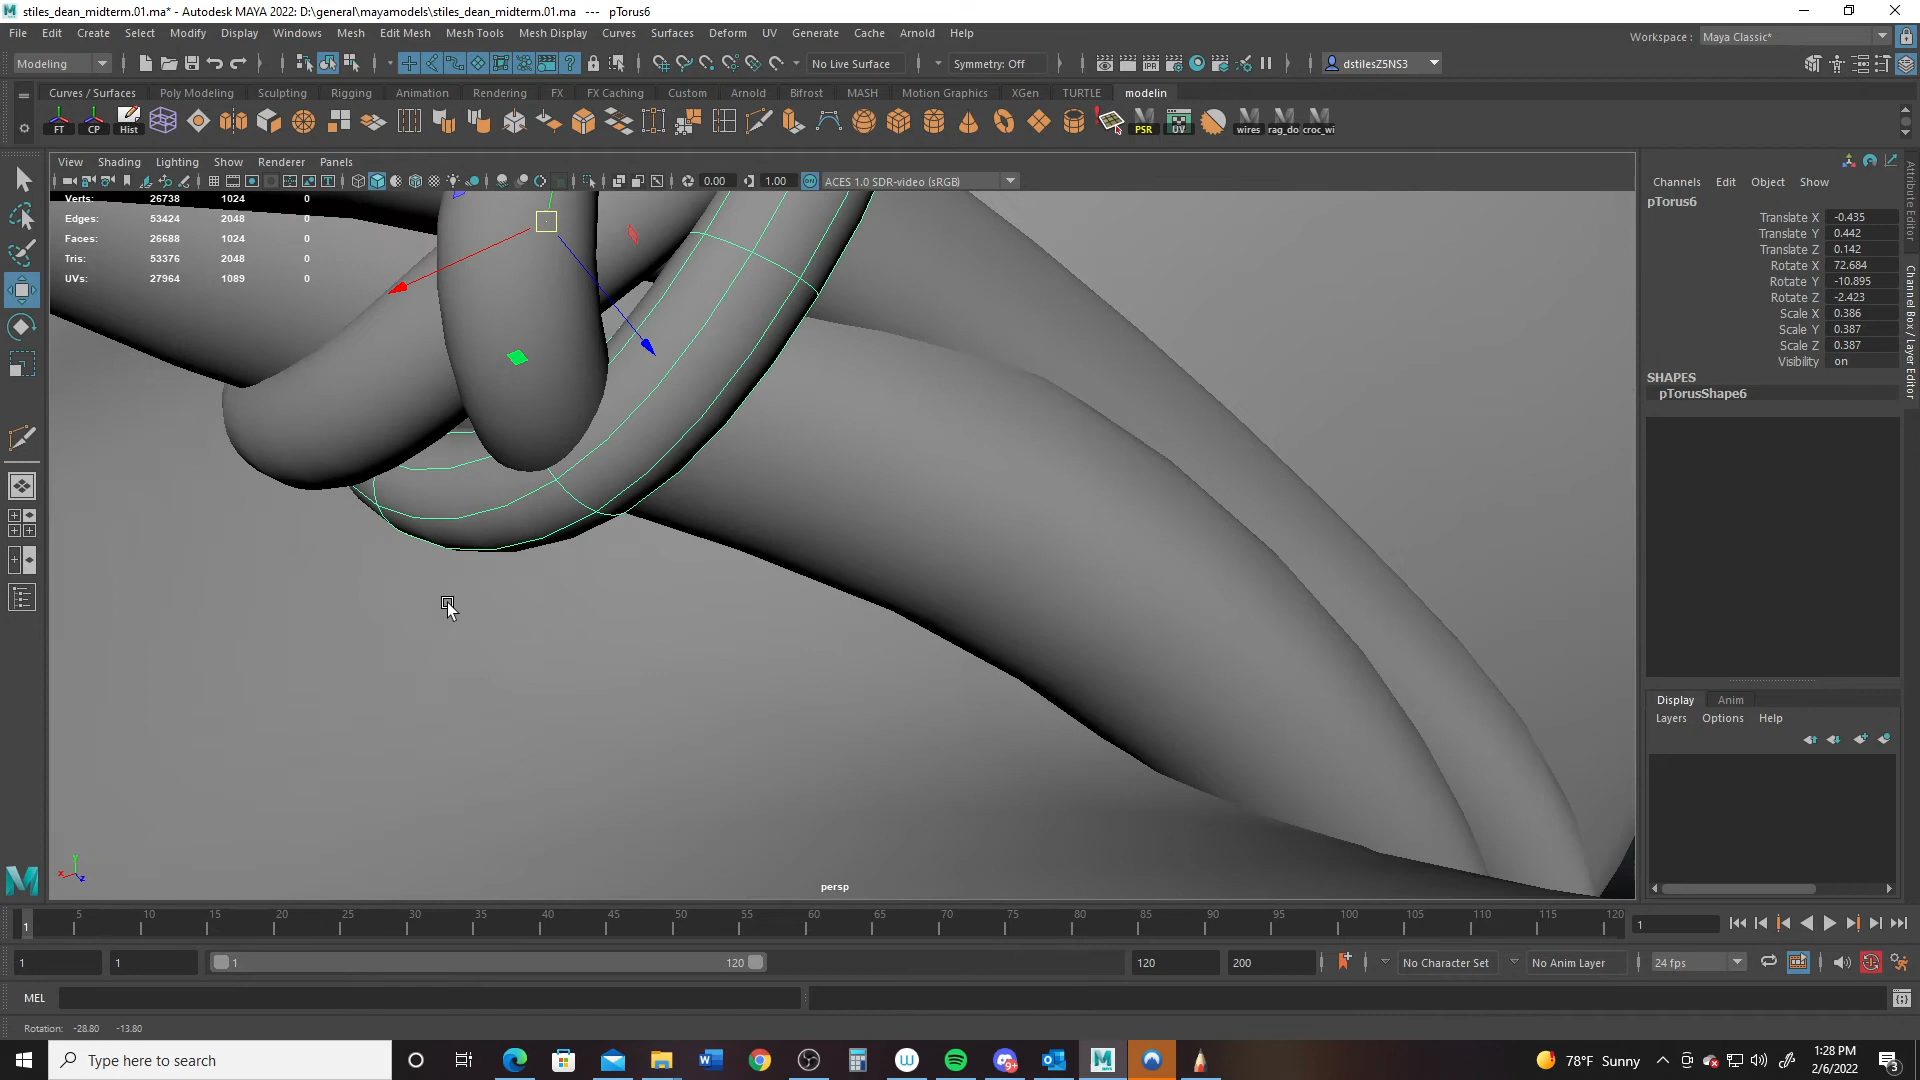 stiles_dean_midterm.01.ma* - Autodesk MAYA 2022: D:\general\mayamodels\stiles_dean_midterm.01.ma --- pTorus6
File Edit Create Select Modify Display Windows Mesh Edit Mesh Mesh Tools Mesh Display Curves Surfaces Deform UV Generate Cache Arnold Help
Workspace : Maya Classic*
Modeling
No Live Surface
Symmetry: Off
dstilesZ5NS3
Curves / Surfaces Poly Modeling Sculpting Rigging Animation Rendering FX FX Caching Custom Arnold Bifrost MASH Motion Graphics XGen TURTLE modelin
FT CP Hist PSR UV wires rag_do croc_wi
View Shading Lighting Show Renderer Panels
0.00 1.00 ON ACES 1.0 SDR-video (sRGB)
Verts: 26738 1024 0
Edges: 53424 2048 0
Faces: 26688 1024 0
Tris: 53376 2048 0
UVs: 27964 1089 0
persp
y
x
z
M
Channels Edit Object Show
pTorus6
Translate X -0.435
Translate Y 0.442
Translate Z 0.142
Rotate X 72.684
Rotate Y -10.895
Rotate Z -2.423
Scale X 0.386
Scale Y 0.387
Scale Z 0.387
Visibility on
SHAPES
pTorusShape6
Attribute Editor
Channel Box / Layer Editor
Display Anim
Layers Options Help
5 10 15 20 25 30 35 40 45 50 55 60 65 70 75 80 85 90 95 100 105 110 115 120
1
1
1 1 1 120 120 200 No Character Set No Anim Layer 24 fps
MEL
Rotation: -28.80 -13.80
Type here to search
9+
78°F Sunny
1:28 PM
2/6/2022
3